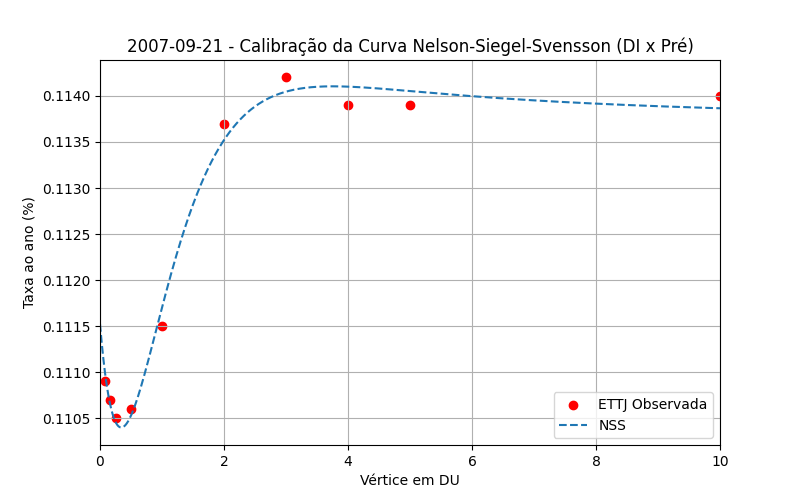 2007-09-21 - Calibração da Curva Nelson-Siegel-Svensson (DI x Pré)
Taxa ao ano (%)
0.1140
0.1135
0.1130
0.1125
0.1120
0.1115
0.1110
0.1105
0 2 4 6 8 10
Vértice em DU
ETTJ Observada
NSS